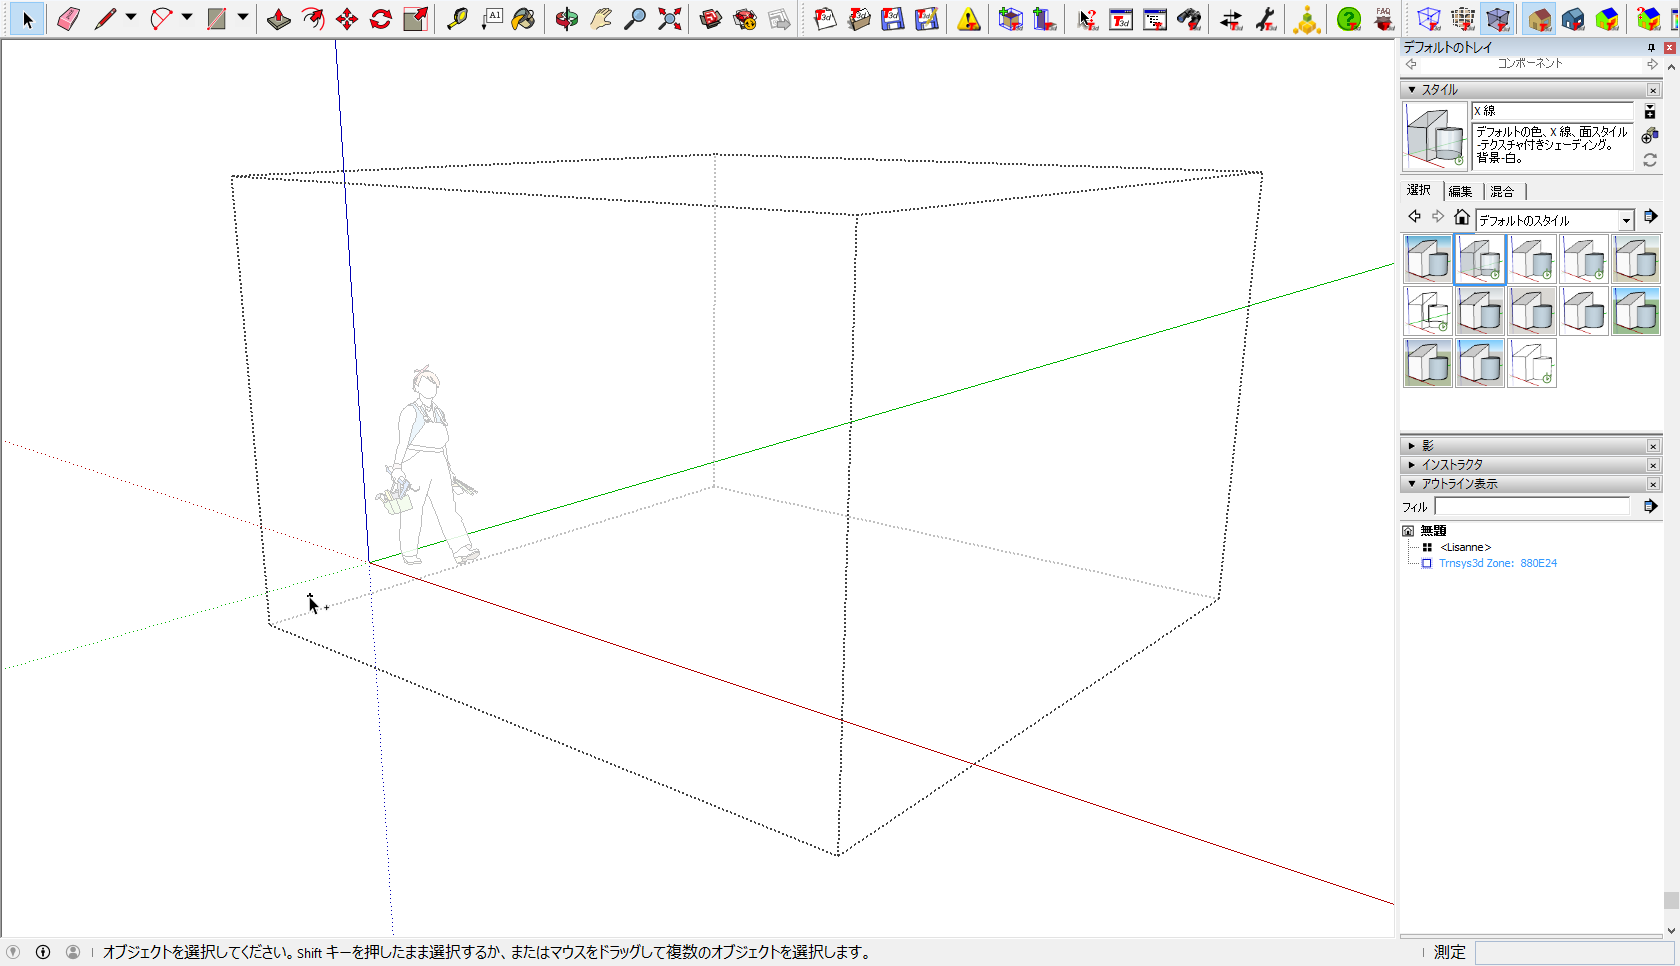 A1
T3d
T3d
FAQ
デフォルトのトレイ
コンポーネント
スタイル
X 線
デフォルトの色、X 線、面スタイル
-テクスチャ付きシェーディング。
背景-白。
選択 編集 混合
デフォルトのスタイル
影
インストラクタ
アウトライン表示
フィル
無題
<Lisanne>
Trnsys3d Zone: 880E24
オブジェクトを選択してください。Shift キーを押したまま選択するか、またはマウスをドラッグして複数のオブジェクトを選択します。
測定